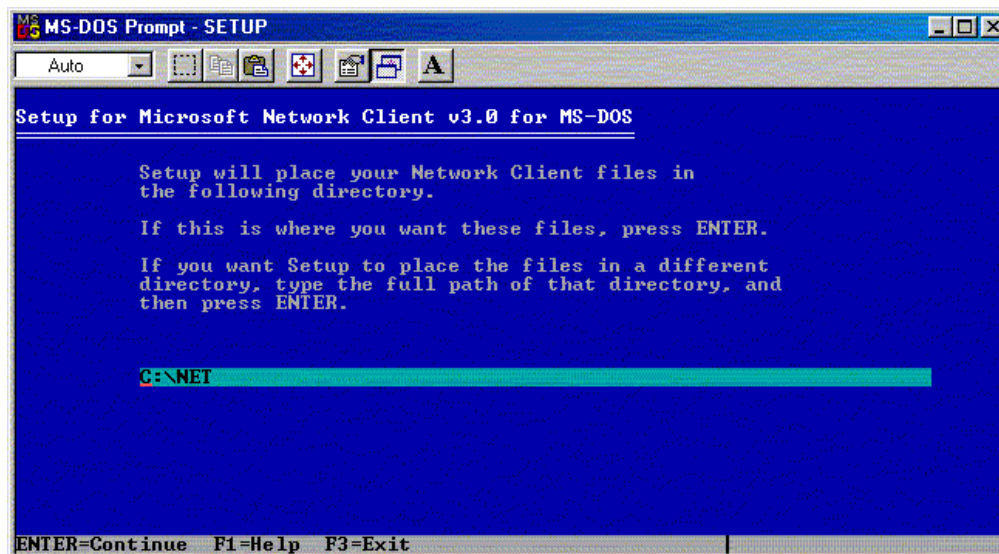 MS-DOS Prompt - SETUP
Auto
A
Setup for Microsoft Network Client v3.0 for MS-DOS
Setup will place your Network Client files in
the following directory.
If this is where you want these files, press ENTER.
If you want Setup to place the files in a different
directory, type the full path of that directory, and
then press ENTER.
C:\NET
ENTER=Continue F1=Help F3=Exit